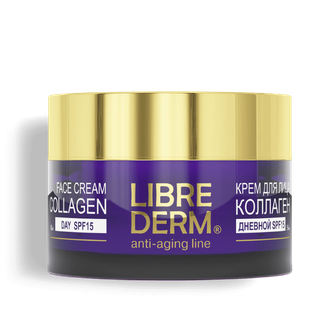 FACE CREAM
COLLAGEN
DAY SPF15
LIBRE
DERM®
anti-aging line
КРЕМ ДЛЯ ЛИЦА
КОЛЛАГЕН
ДНЕВНОЙ SPF15